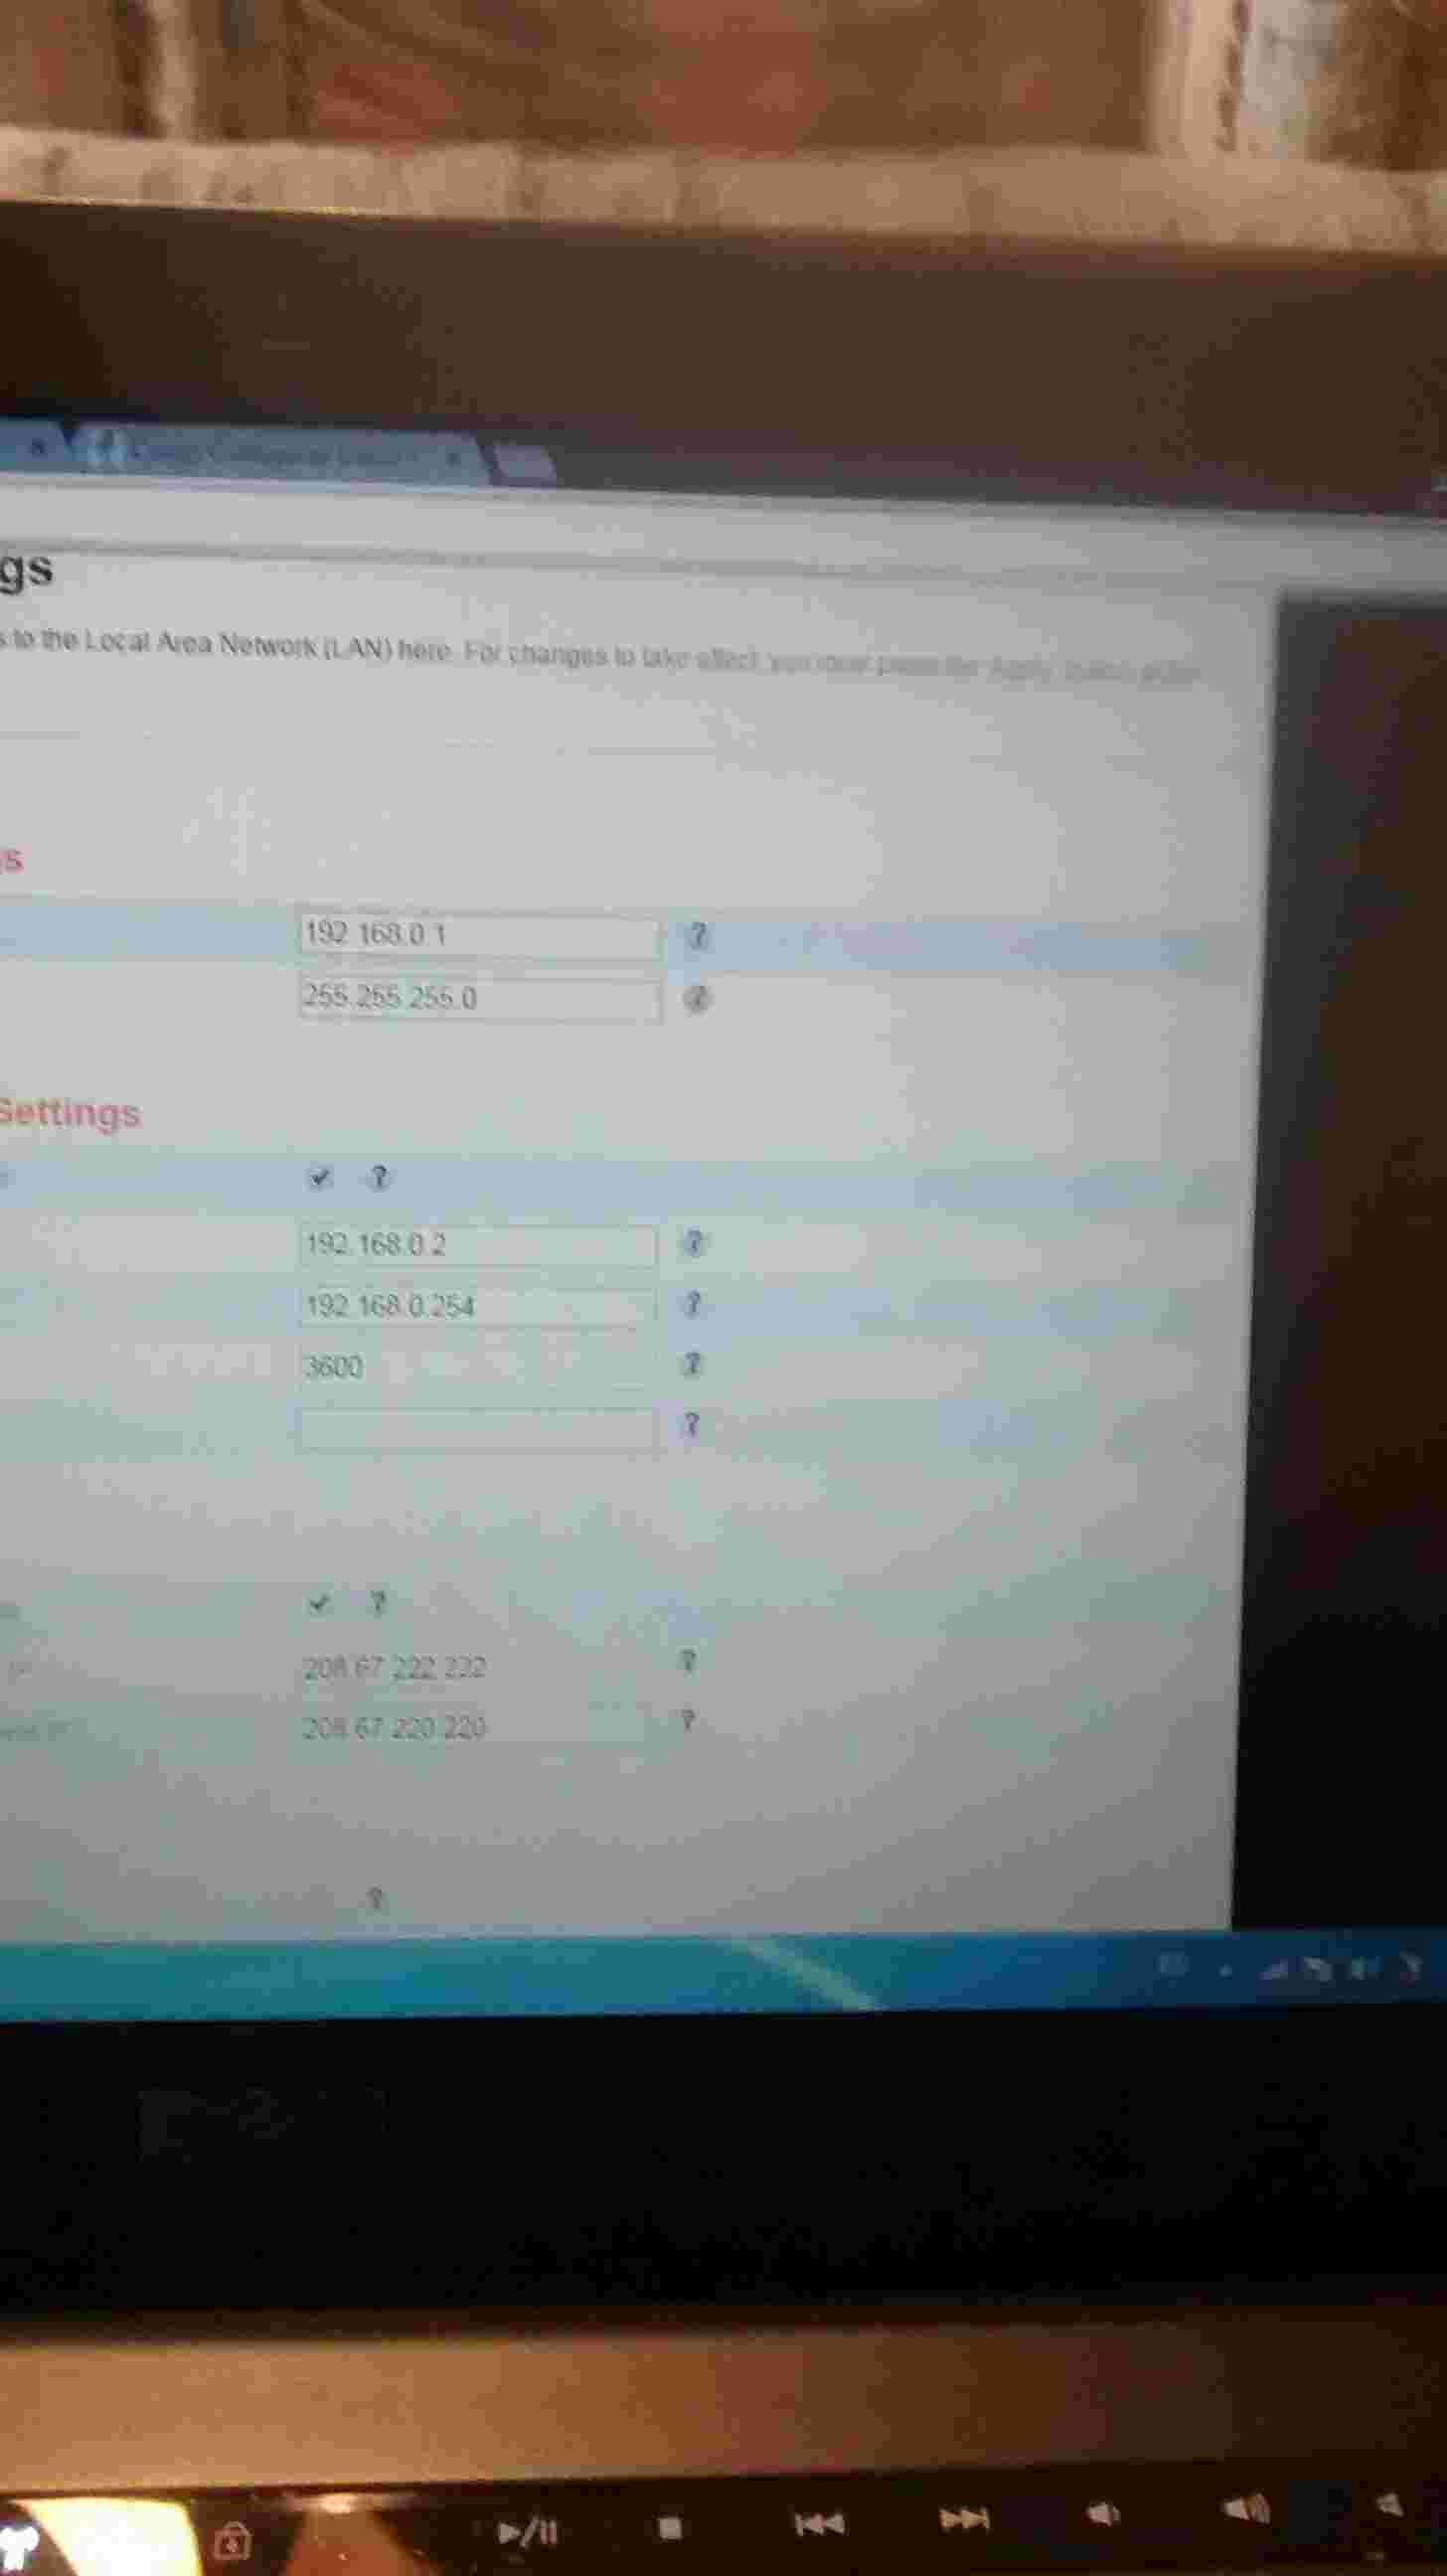 gs
s to the Local Area Network (LAN) here. For changes to take effect, you must press the Apply
s
192.168.0.1 ?
255.255.255.0 ?
Settings
?
192.168.0.2 ?
192.168.0.254 ?
3600 ?
?
?
208.67.222.222 ?
208.67.220.220 ?
?